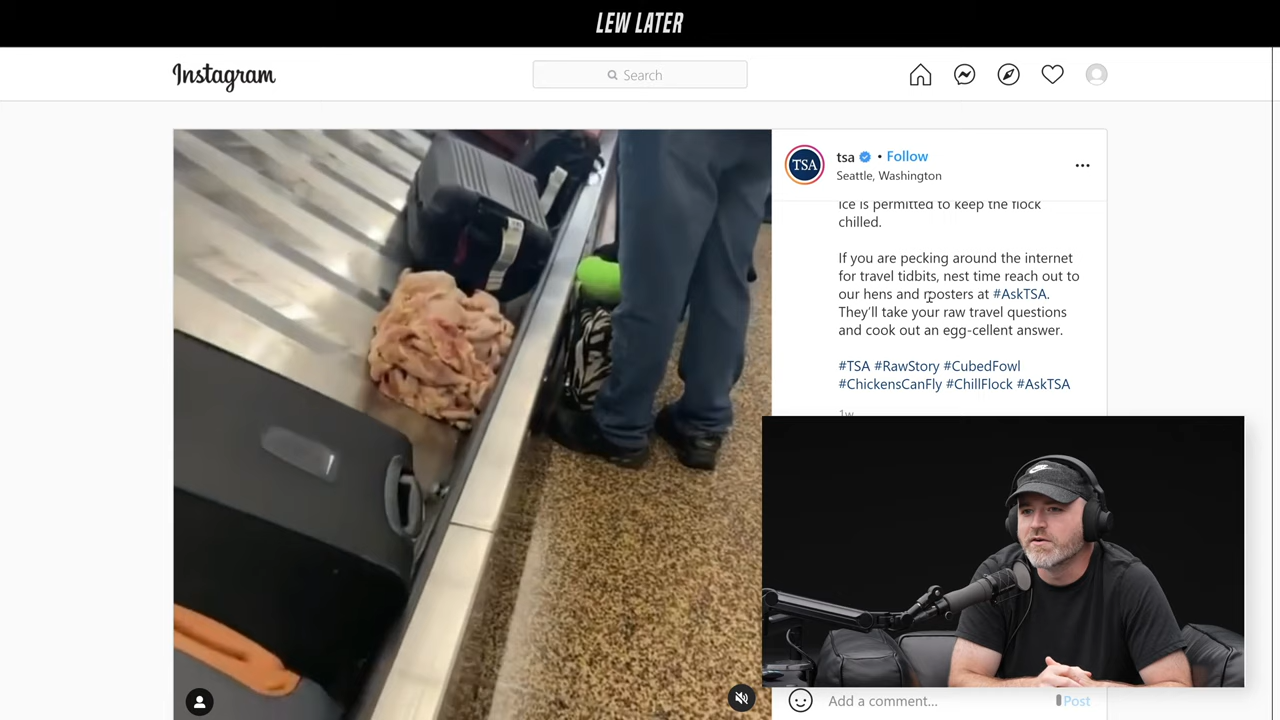 LEW LATER
Instagram
Search
tsa • Follow
Seattle, Washington
TSA
ice is permitted to keep the flock
chilled.
If you are pecking around the internet
for travel tidbits, nest time reach out to
our hens and roosters at #AskTSA.
They'll take your raw travel questions
and cook out an egg-cellent answer.
#TSA #RawStory #CubedFowl
#ChickensCanFly #ChillFlock #AskTSA
1w
Add a comment...
Post